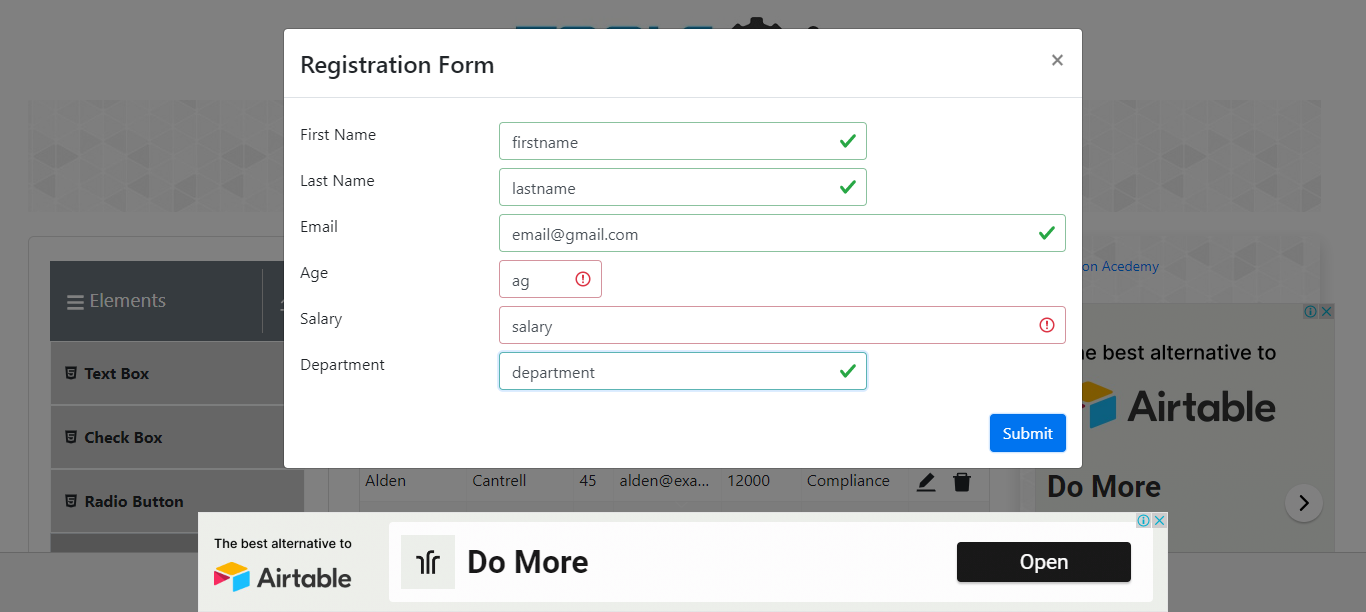 Registration Form
×
First Name
firstname
Last Name
lastname
Email
email@gmail.com
Age
ag
Salary
salary
Department
department
Submit
Elements
Text Box
Check Box
Radio Button
Alden Cantrell 45 alden@exa... 12000 Compliance
on Acedemy
e best alternative to
Airtable
Do More
The best alternative to
Airtable
Do More
Open